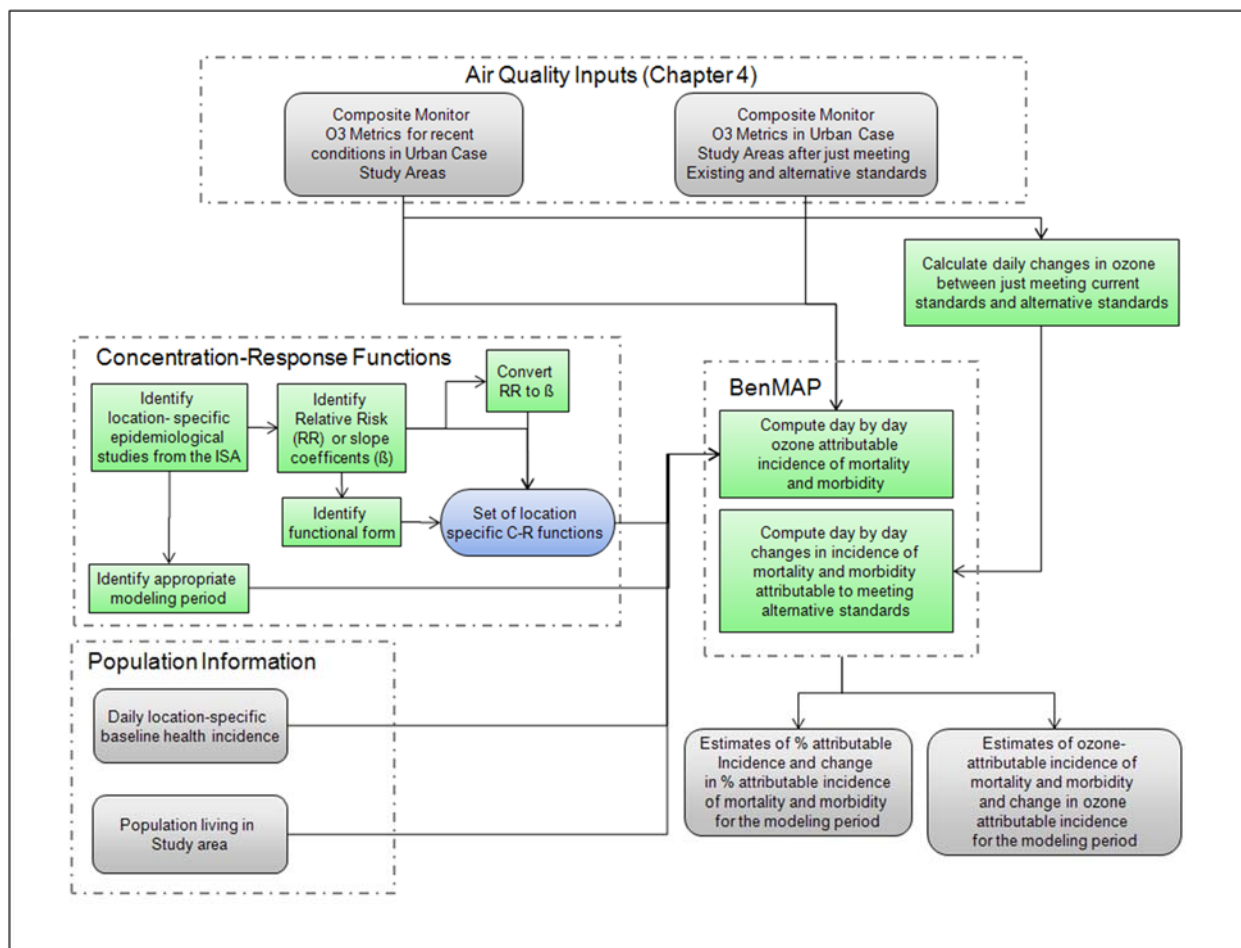 Air Quality Inputs (Chapter 4)
Composite Monitor
O3 Metrics for recent
conditions in Urban Case
Study Areas
Composite Monitor
O3 Metrics in Urban Case
Study Areas after just meeting
Existing and alternative standards
Calculate daily changes in ozone
between just meeting current
standards and alternative standards
Concentration-Response Functions
Identify
location- specific
epidemiological
studies from the ISA
Identify
Relative Risk
(RR) or slope
coefficents (ß)
Convert
RR to ß
Identify
functional form
Set of location
specific C-R functions
Identify appropriate
modeling period
BenMAP
Compute day by day
ozone attributable
incidence of mortality
and morbidity
Compute day by day
changes in incidence of
mortality and morbidity
attributable to meeting
alternative standards
Population Information
Daily location-specific
baseline health incidence
Population living in
Study area
Estimates of % attributable
Incidence and change
in % attributable incidence
of mortality and morbidity
for the modeling period
Estimates of ozone-
attributable incidence of
mortality and morbidity
and change in ozone
attributable incidence
for the modeling period